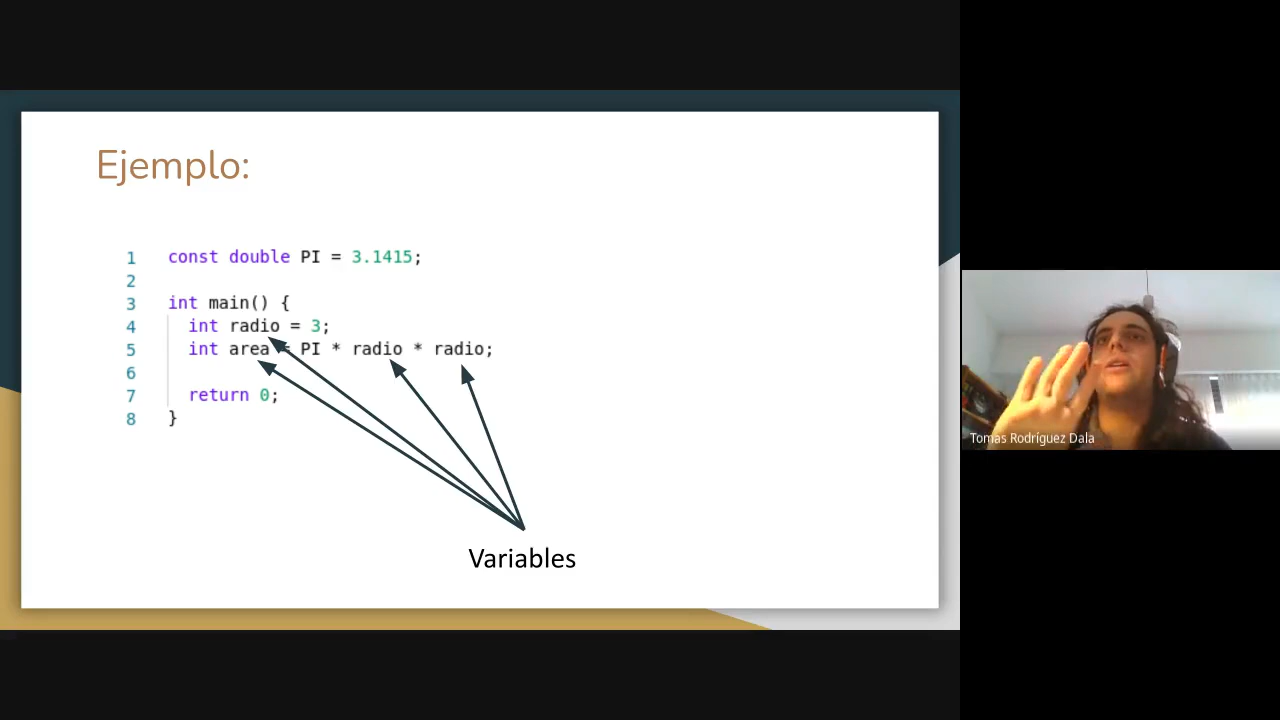 Ejemplo:
1 const double PI = 3.1415;
2
3 int main() {
4 int radio = 3;
5 int area = PI * radio * radio;
6
7 return 0;
8 }
Variables
Tomas Rodríguez Dala